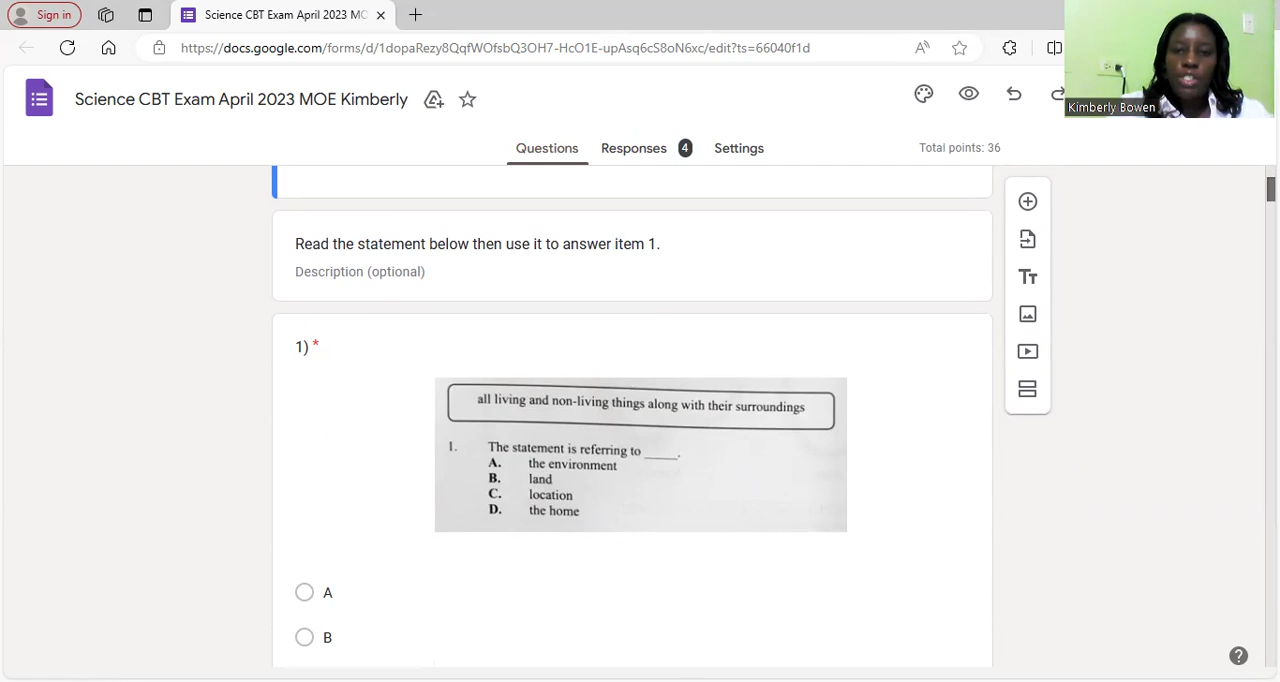 Sign in
Science CBT Exam April 2023 MO
https://docs.google.com/forms/d/1dopaRezy8QqfWOfsbQ3OH7-HcO1E-upAsq6cS8oN6xc/edit?ts=66040f1d
Science CBT Exam April 2023 MOE Kimberly
Kimberly Bowen
Questions
Responses 4
Settings
Total points: 36
Read the statement below then use it to answer item 1.
Description (optional)
1) *
all living and non-living things along with their surroundings
1. The statement is referring to _____.
A. the environment
B. land
C. location
D. the home
A
B